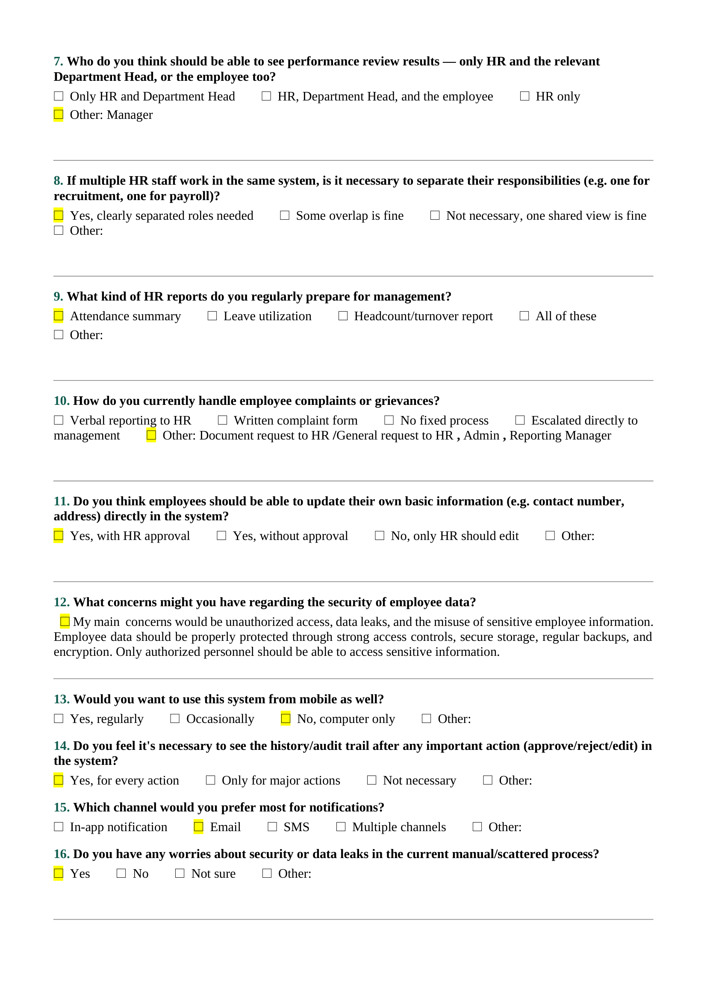 7. Who do you think should be able to see performance review results — only HR and the relevant
Department Head, or the employee too?
☐ Only HR and Department Head ☐ HR, Department Head, and the employee ☐ HR only
☐ Other: Manager
8. If multiple HR staff work in the same system, is it necessary to separate their responsibilities (e.g. one for
recruitment, one for payroll)?
☐ Yes, clearly separated roles needed ☐ Some overlap is fine ☐ Not necessary, one shared view is fine
☐ Other:
9. What kind of HR reports do you regularly prepare for management?
☐ Attendance summary ☐ Leave utilization ☐ Headcount/turnover report ☐ All of these
☐ Other:
10. How do you currently handle employee complaints or grievances?
☐ Verbal reporting to HR ☐ Written complaint form ☐ No fixed process ☐ Escalated directly to
management ☐ Other: Document request to HR /General request to HR , Admin , Reporting Manager
11. Do you think employees should be able to update their own basic information (e.g. contact number,
address) directly in the system?
☐ Yes, with HR approval ☐ Yes, without approval ☐ No, only HR should edit ☐ Other:
12. What concerns might you have regarding the security of employee data?
☐ My main concerns would be unauthorized access, data leaks, and the misuse of sensitive employee information.
Employee data should be properly protected through strong access controls, secure storage, regular backups, and
encryption. Only authorized personnel should be able to access sensitive information.
13. Would you want to use this system from mobile as well?
☐ Yes, regularly ☐ Occasionally ☐ No, computer only ☐ Other:
14. Do you feel it's necessary to see the history/audit trail after any important action (approve/reject/edit) in
the system?
☐ Yes, for every action ☐ Only for major actions ☐ Not necessary ☐ Other:
15. Which channel would you prefer most for notifications?
☐ In-app notification ☐ Email ☐ SMS ☐ Multiple channels ☐ Other:
16. Do you have any worries about security or data leaks in the current manual/scattered process?
☐ Yes ☐ No ☐ Not sure ☐ Other: